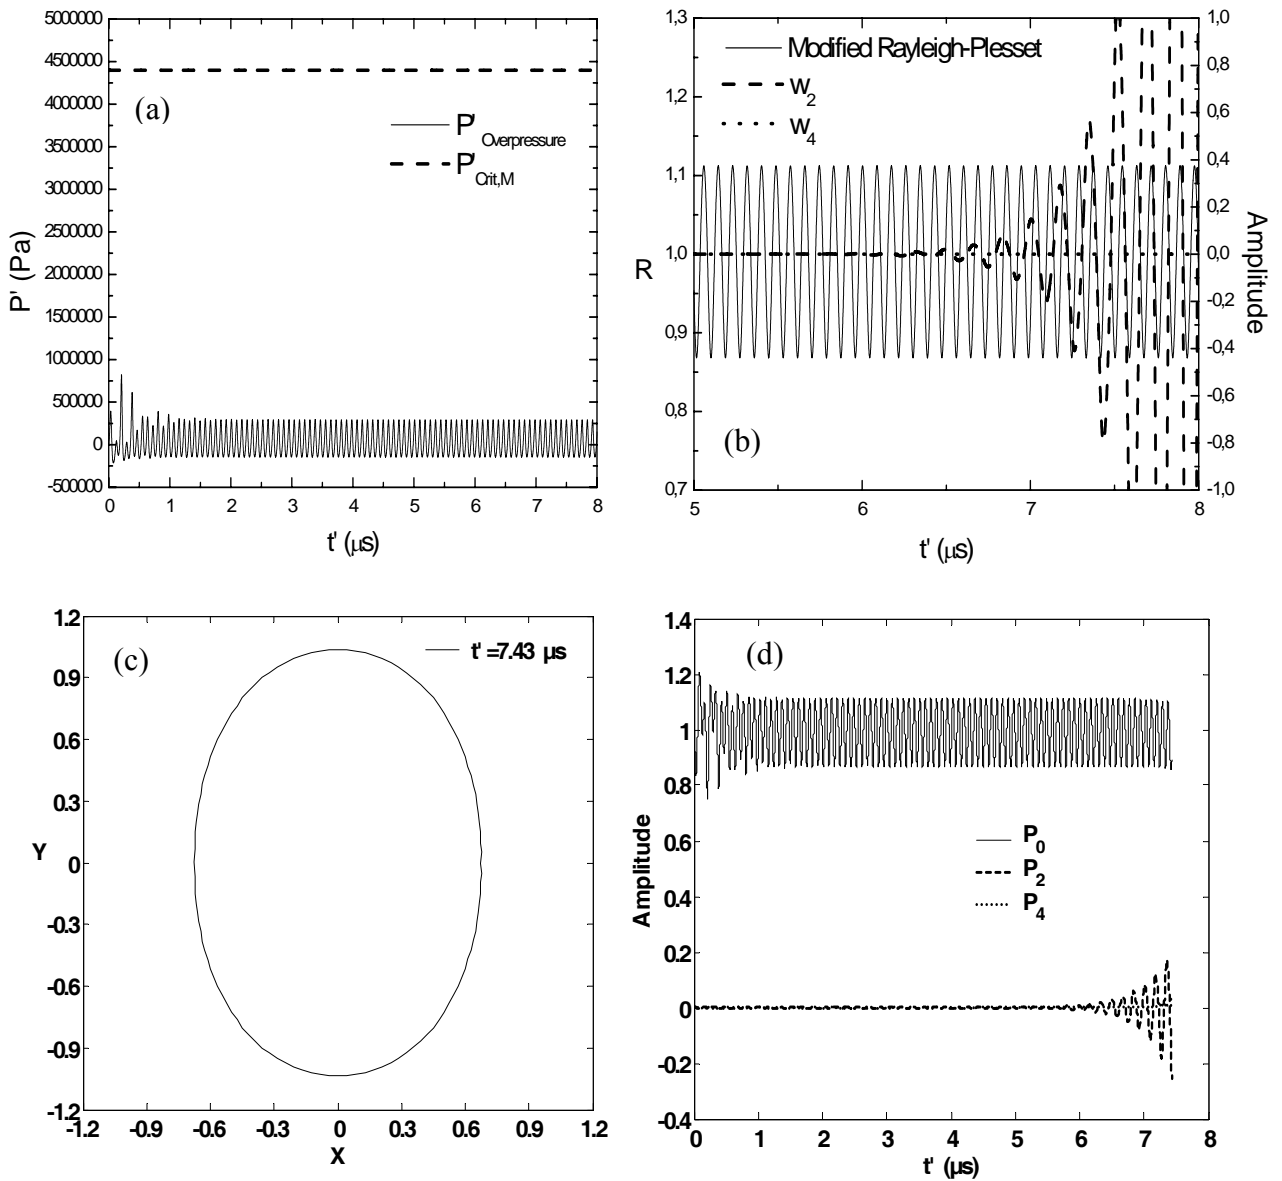 5000000
4500000
4000000
3500000
3000000
2500000
2000000
1500000
1000000
500000
0
-500000
P' (Pa)
(a)
P'Overpressure
P'Crit,M
0 1 2 3 4 5 6 7 8
t' (µs)
1,3
1,2
1,1
1,0
0,9
0,8
0,7
R
Modified Rayleigh-Plesset
w2
w4
(b)
1,0
0,8
0,6
0,4
0,2
0,0
-0,2
-0,4
-0,6
-0,8
-1,0
Amplitude
5 6 7 8
t' (µs)
1.2
0.9
0.6
0.3
0
-0.3
-0.6
-0.9
-1.2
Y
(c)
t'=7.43 µs
-1.2 -0.9 -0.6 -0.3 0 0.3 0.6 0.9 1.2
X
1.4
1.2
1
0.8
0.6
0.4
0.2
0
-0.2
-0.4
Amplitude
(d)
P0
P2
P4
0 1 2 3 4 5 6 7 8
t' (µs)